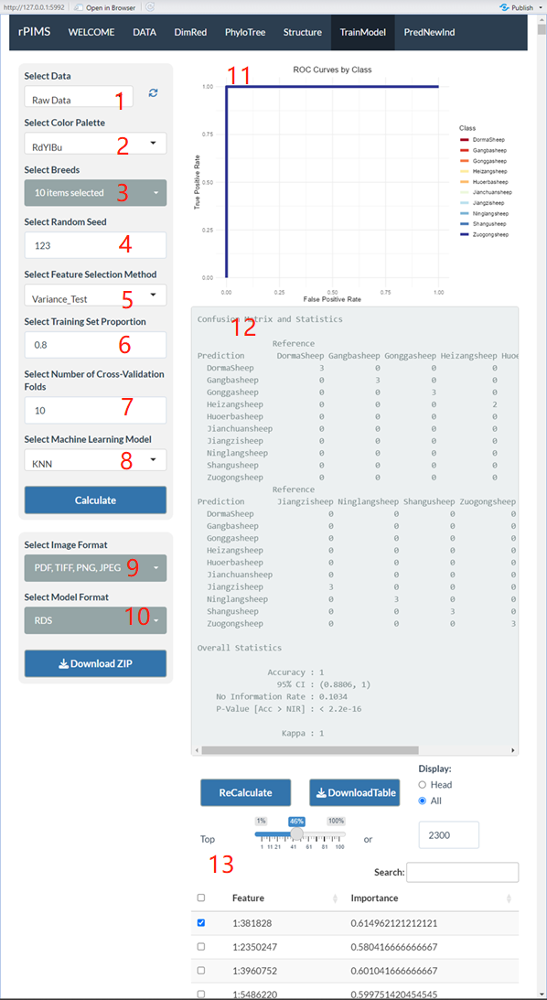 http://127.0.0.1:5992 Open in Browser Publish
rPIMS WELCOME DATA DimRed PhyloTree Structure TrainModel PredNewInd
Select Data
Raw Data 1
Select Color Palette
RdYlBu 2
Select Breeds
10 items selected 3
Select Random Seed
123 4
Select Feature Selection Method
Variance_Test 5
Select Training Set Proportion
0.8 6
Select Number of Cross-Validation
Folds
10 7
Select Machine Learning Model
KNN 8
Calculate
Select Image Format
PDF, TIFF, PNG, JPEG 9
Select Model Format
RDS 10
Download ZIP
ROC Curves by Class
11
True Positive Rate
1.00
0.75
0.50
0.25
0.00
0.00 0.25 0.50 0.75 1.00
False Positive Rate
Class
DormaSheep
Gangbasheep
Gonggasheep
Heizangsheep
Huoerbasheep
Jianchuansheep
Jiangzisheep
Ninglangsheep
Shangusheep
Zuogongsheep
Confusion Matrix and Statistics
12
Reference
Prediction DormaSheep Gangbasheep Gonggasheep Heizangsheep Huoe
DormaSheep 3 0 0 0
Gangbasheep 0 3 0 0
Gonggasheep 0 0 3 0
Heizangsheep 0 0 0 2
Huoerbasheep 0 0 0 0
Jianchuansheep 0 0 0 0
Jiangzisheep 0 0 0 0
Ninglangsheep 0 0 0 0
Shangusheep 0 0 0 0
Zuogongsheep 0 0 0 0
Reference
Prediction Jiangzisheep Ninglangsheep Shangusheep Zuogongsheep
DormaSheep 0 0 0 0
Gangbasheep 0 0 0 0
Gonggasheep 0 0 0 0
Heizangsheep 0 0 0 0
Huoerbasheep 0 0 0 0
Jianchuansheep 0 0 0 0
Jiangzisheep 3 0 0 0
Ninglangsheep 0 3 0 0
Shangusheep 0 0 3 0
Zuogongsheep 0 0 0 3
Overall Statistics
Accuracy : 1
95% CI : (0.8806, 1)
No Information Rate : 0.1034
P-Value [Acc > NIR] : < 2.2e-16
Kappa : 1
ReCalculate DownloadTable
Display:
Head
All
Top
1% 46% 100%
1 11 21 41 61 81 100
or
2300
13
Search:
Feature Importance
1:381828 0.614962121212121
1:2350247 0.580416666666667
1:3960752 0.601041666666667
1:5486220 0.599751420454545